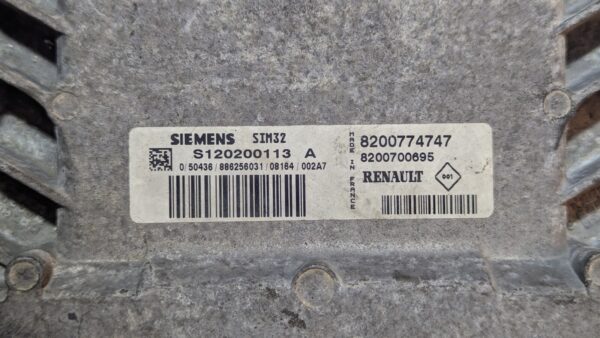 SIEMENS SIM32
S120200113 A
0/50436/886256031/08164/002A7
MADE IN FRANCE
8200774747
8200700695
RENAULT 001